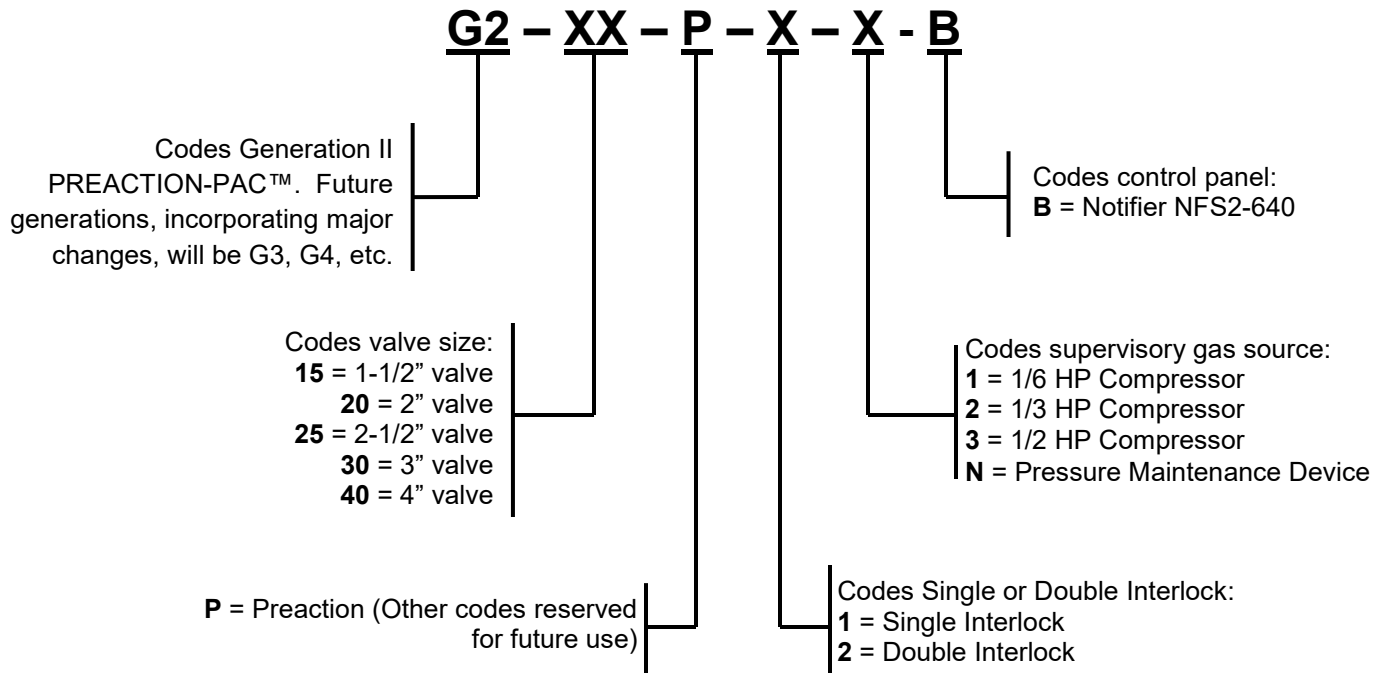 G2 – XX – P – X – X - B
Codes Generation II
PREACTION-PAC™. Future
generations, incorporating major
changes, will be G3, G4, etc.
Codes control panel:
B = Notifier NFS2-640
Codes valve size:
15 = 1-1/2” valve
20 = 2” valve
25 = 2-1/2” valve
30 = 3” valve
40 = 4” valve
Codes supervisory gas source:
1 = 1/6 HP Compressor
2 = 1/3 HP Compressor
3 = 1/2 HP Compressor
N = Pressure Maintenance Device
P = Preaction (Other codes reserved
for future use)
Codes Single or Double Interlock:
1 = Single Interlock
2 = Double Interlock